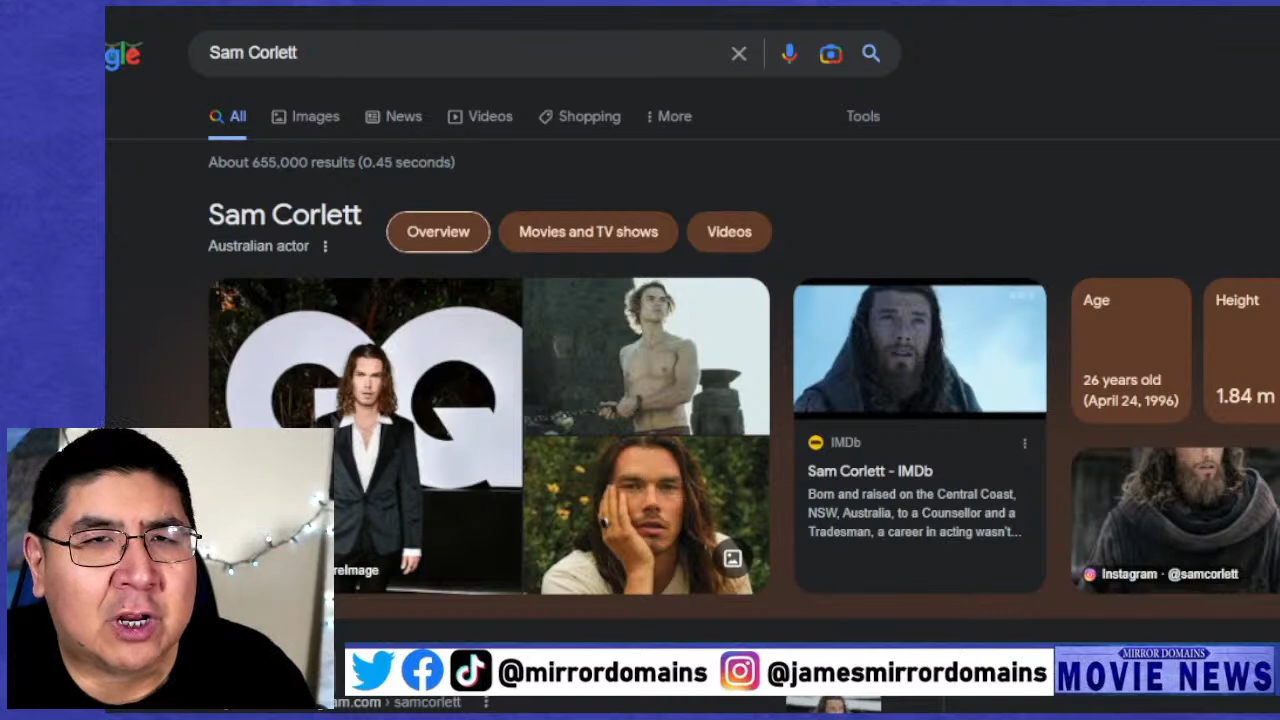 gle
Sam Corlett
All Images News Videos Shopping More Tools
About 655,000 results (0.45 seconds)
Sam Corlett
Australian actor
Overview Movies and TV shows Videos
GQ
reImage
IMDb
Sam Corlett - IMDb
Born and raised on the Central Coast,
NSW, Australia, to a Counsellor and a
Tradesman, a career in acting wasn't...
Age
26 years old
(April 24, 1996)
Height
1.84 m
Instagram · @samcorlett
@mirrordomains @jamesmirrordomains
MIRROR DOMAINS
MOVIE NEWS
am.com › samcorlett